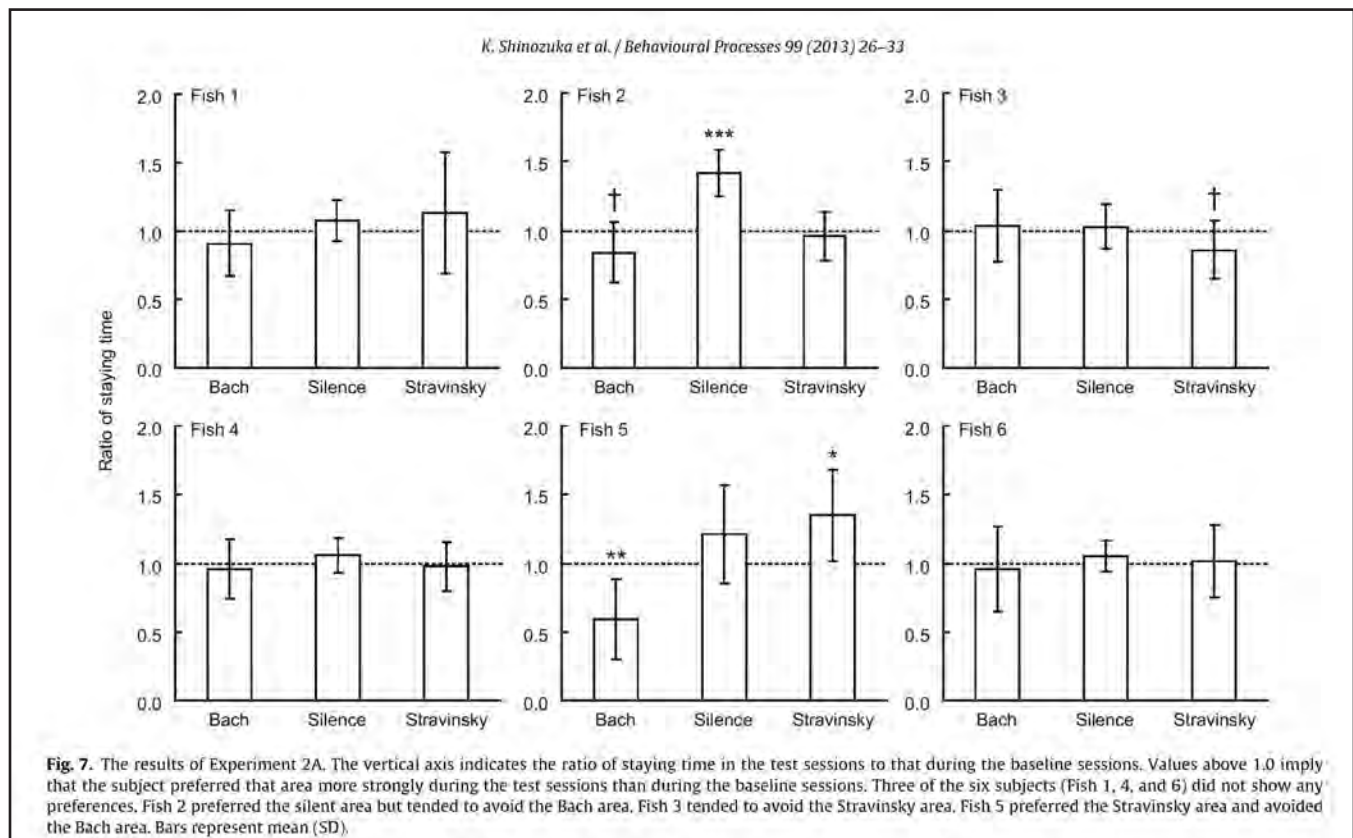 K. Shinozuka et al. / Behavioural Processes 99 (2013) 26–33
Ratio of staying time
Fish 1
2.0
1.5
1.0
0.5
0.0
Bach Silence Stravinsky
Fish 2
2.0
1.5
1.0
0.5
0.0
†
***
Bach Silence Stravinsky
Fish 3
2.0
1.5
1.0
0.5
0.0
†
Bach Silence Stravinsky
Fish 4
2.0
1.5
1.0
0.5
0.0
Bach Silence Stravinsky
Fish 5
2.0
1.5
1.0
0.5
0.0
**
*
Bach Silence Stravinsky
Fish 6
2.0
1.5
1.0
0.5
0.0
Bach Silence Stravinsky
Fig. 7. The results of Experiment 2A. The vertical axis indicates the ratio of staying time in the test sessions to that during the baseline sessions. Values above 1.0 imply
that the subject preferred that area more strongly during the test sessions than during the baseline sessions. Three of the six subjects (Fish 1, 4, and 6) did not show any
preferences. Fish 2 preferred the silent area but tended to avoid the Bach area. Fish 3 tended to avoid the Stravinsky area. Fish 5 preferred the Stravinsky area and avoided
the Bach area. Bars represent mean (SD).